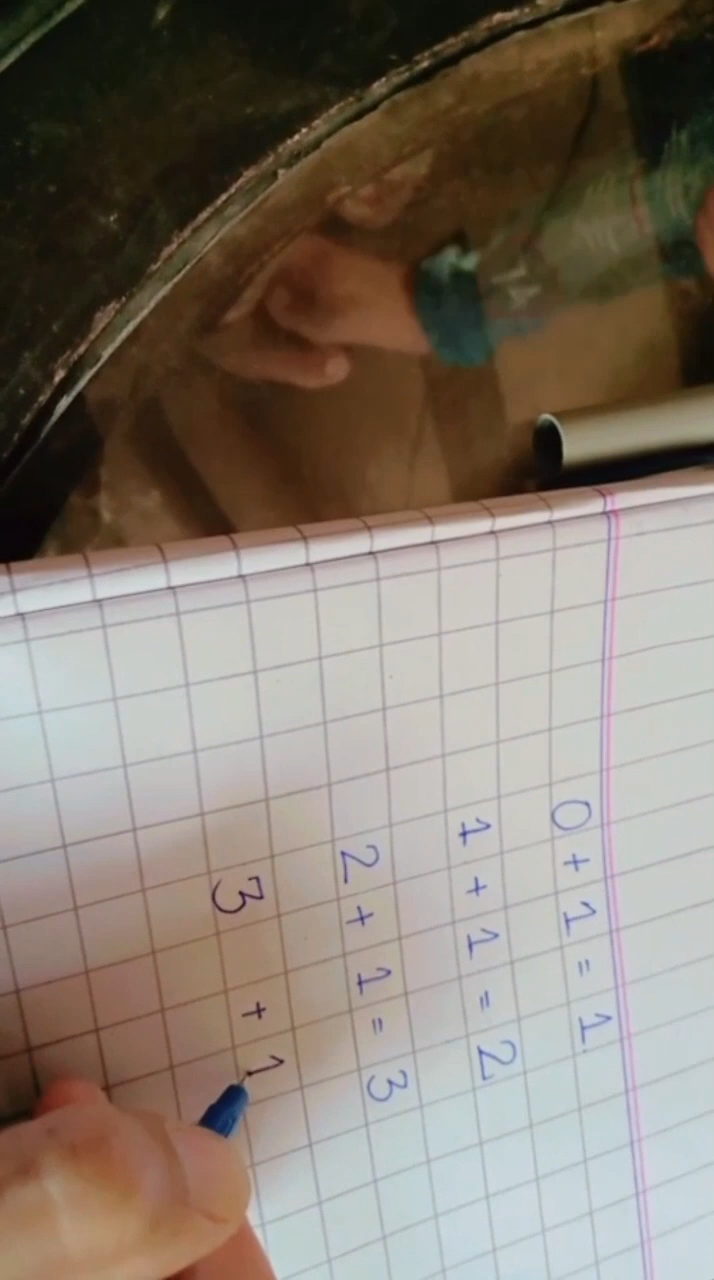 0 + 1 = 1
1 + 1 = 2
2 + 1 = 3
3 + 1